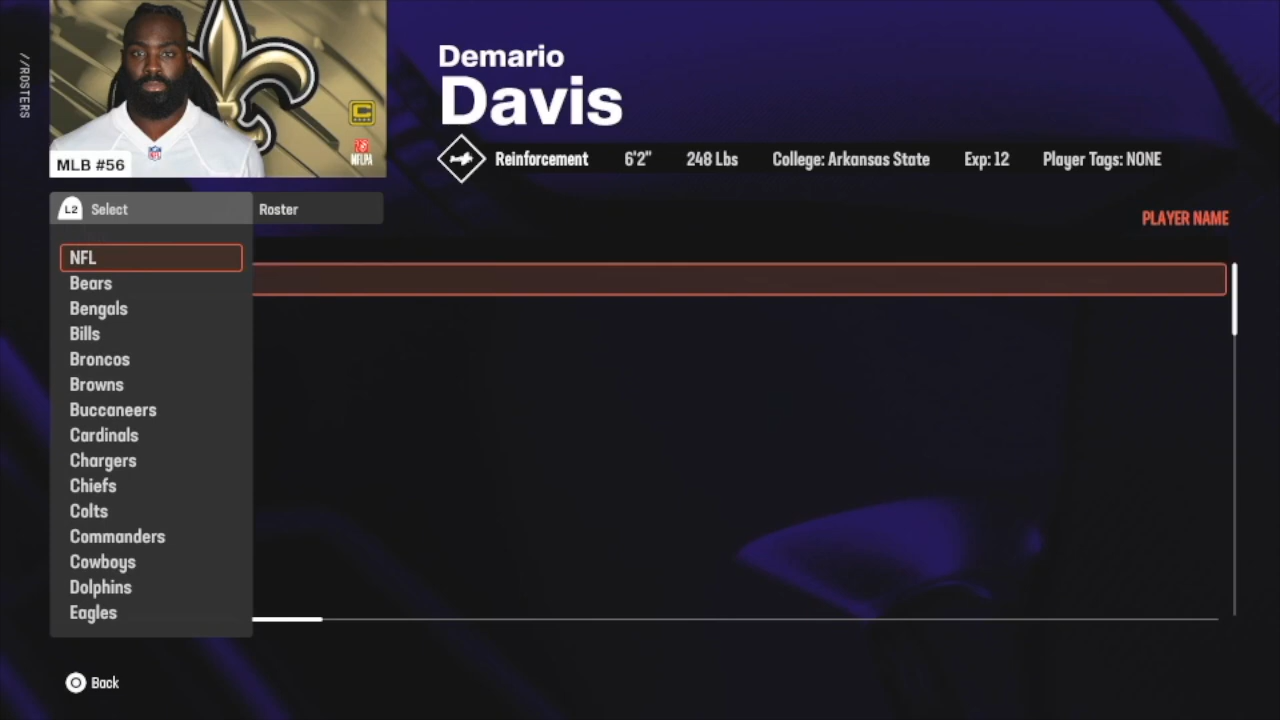 //ROSTERS
Demario
Davis
MLB #56
NFLPA
Reinforcement 6'2" 248 Lbs College: Arkansas State Exp: 12 Player Tags: NONE
L2 Select Roster
PLAYER NAME
NFL
Bears
Bengals
Bills
Broncos
Browns
Buccaneers
Cardinals
Chargers
Chiefs
Colts
Commanders
Cowboys
Dolphins
Eagles
Back